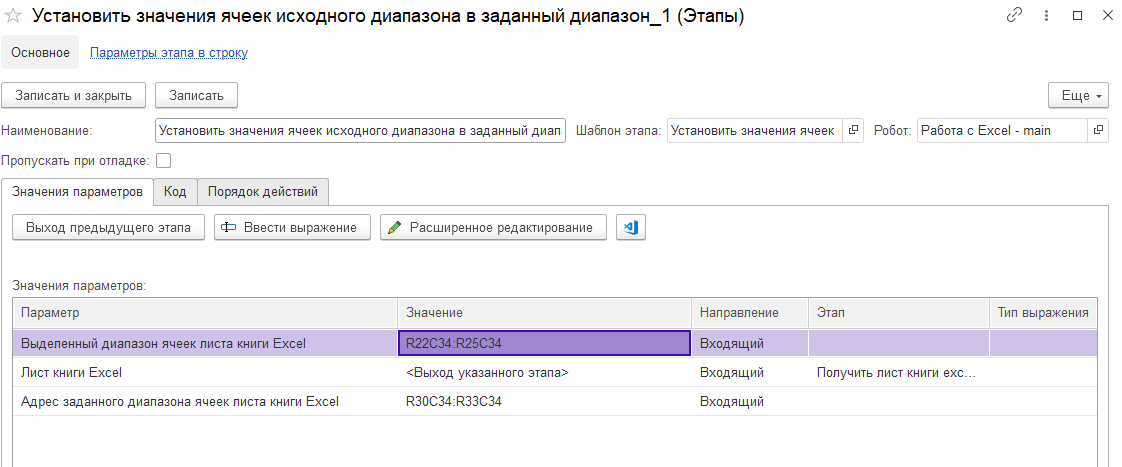 Установить значения ячеек исходного диапазона в заданный диапазон_1 (Этапы)
Основное Параметры этапа в строку
Записать и закрыть Записать Еще
Наименование: Установить значения ячеек исходного диапазона в заданный диап Шаблон этапа: Установить значения ячеек Робот: Работа с Excel - main
Пропускать при отладке:
Значения параметров Код Порядок действий
Выход предыдущего этапа Ввести выражение Расширенное редактирование
Значения параметров:
Параметр Значение Направление Этап Тип выражения
Выделенный диапазон ячеек листа книги Excel R22C34:R25C34 Входящий
Лист книги Excel <Выход указанного этапа> Входящий Получить лист книги exc...
Адрес заданного диапазона ячеек листа книги Excel R30C34:R33C34 Входящий